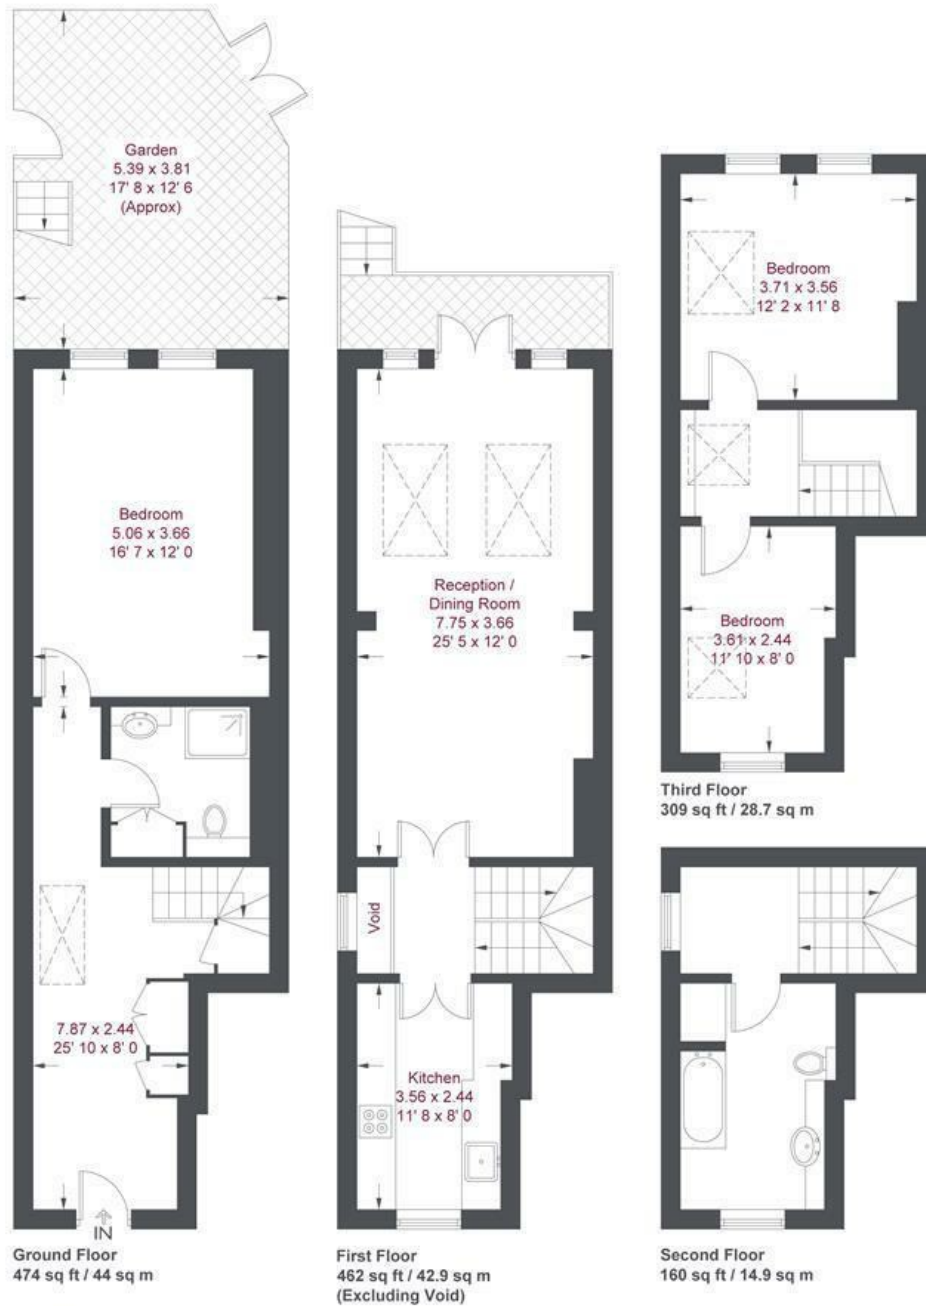 Garden
5.39 x 3.81
17' 8 x 12' 6
(Approx)
Bedroom
5.06 x 3.66
16' 7 x 12' 0
7.87 x 2.44
25' 10 x 8' 0
IN
Ground Floor
474 sq ft / 44 sq m
Reception /
Dining Room
7.75 x 3.66
25' 5 x 12' 0
Void
Kitchen
3.56 x 2.44
11' 8 x 8' 0
First Floor
462 sq ft / 42.9 sq m
(Excluding Void)
Bedroom
3.71 x 3.56
12' 2 x 11' 8
Bedroom
3.61 x 2.44
11' 10 x 8' 0
Third Floor
309 sq ft / 28.7 sq m
Second Floor
160 sq ft / 14.9 sq m